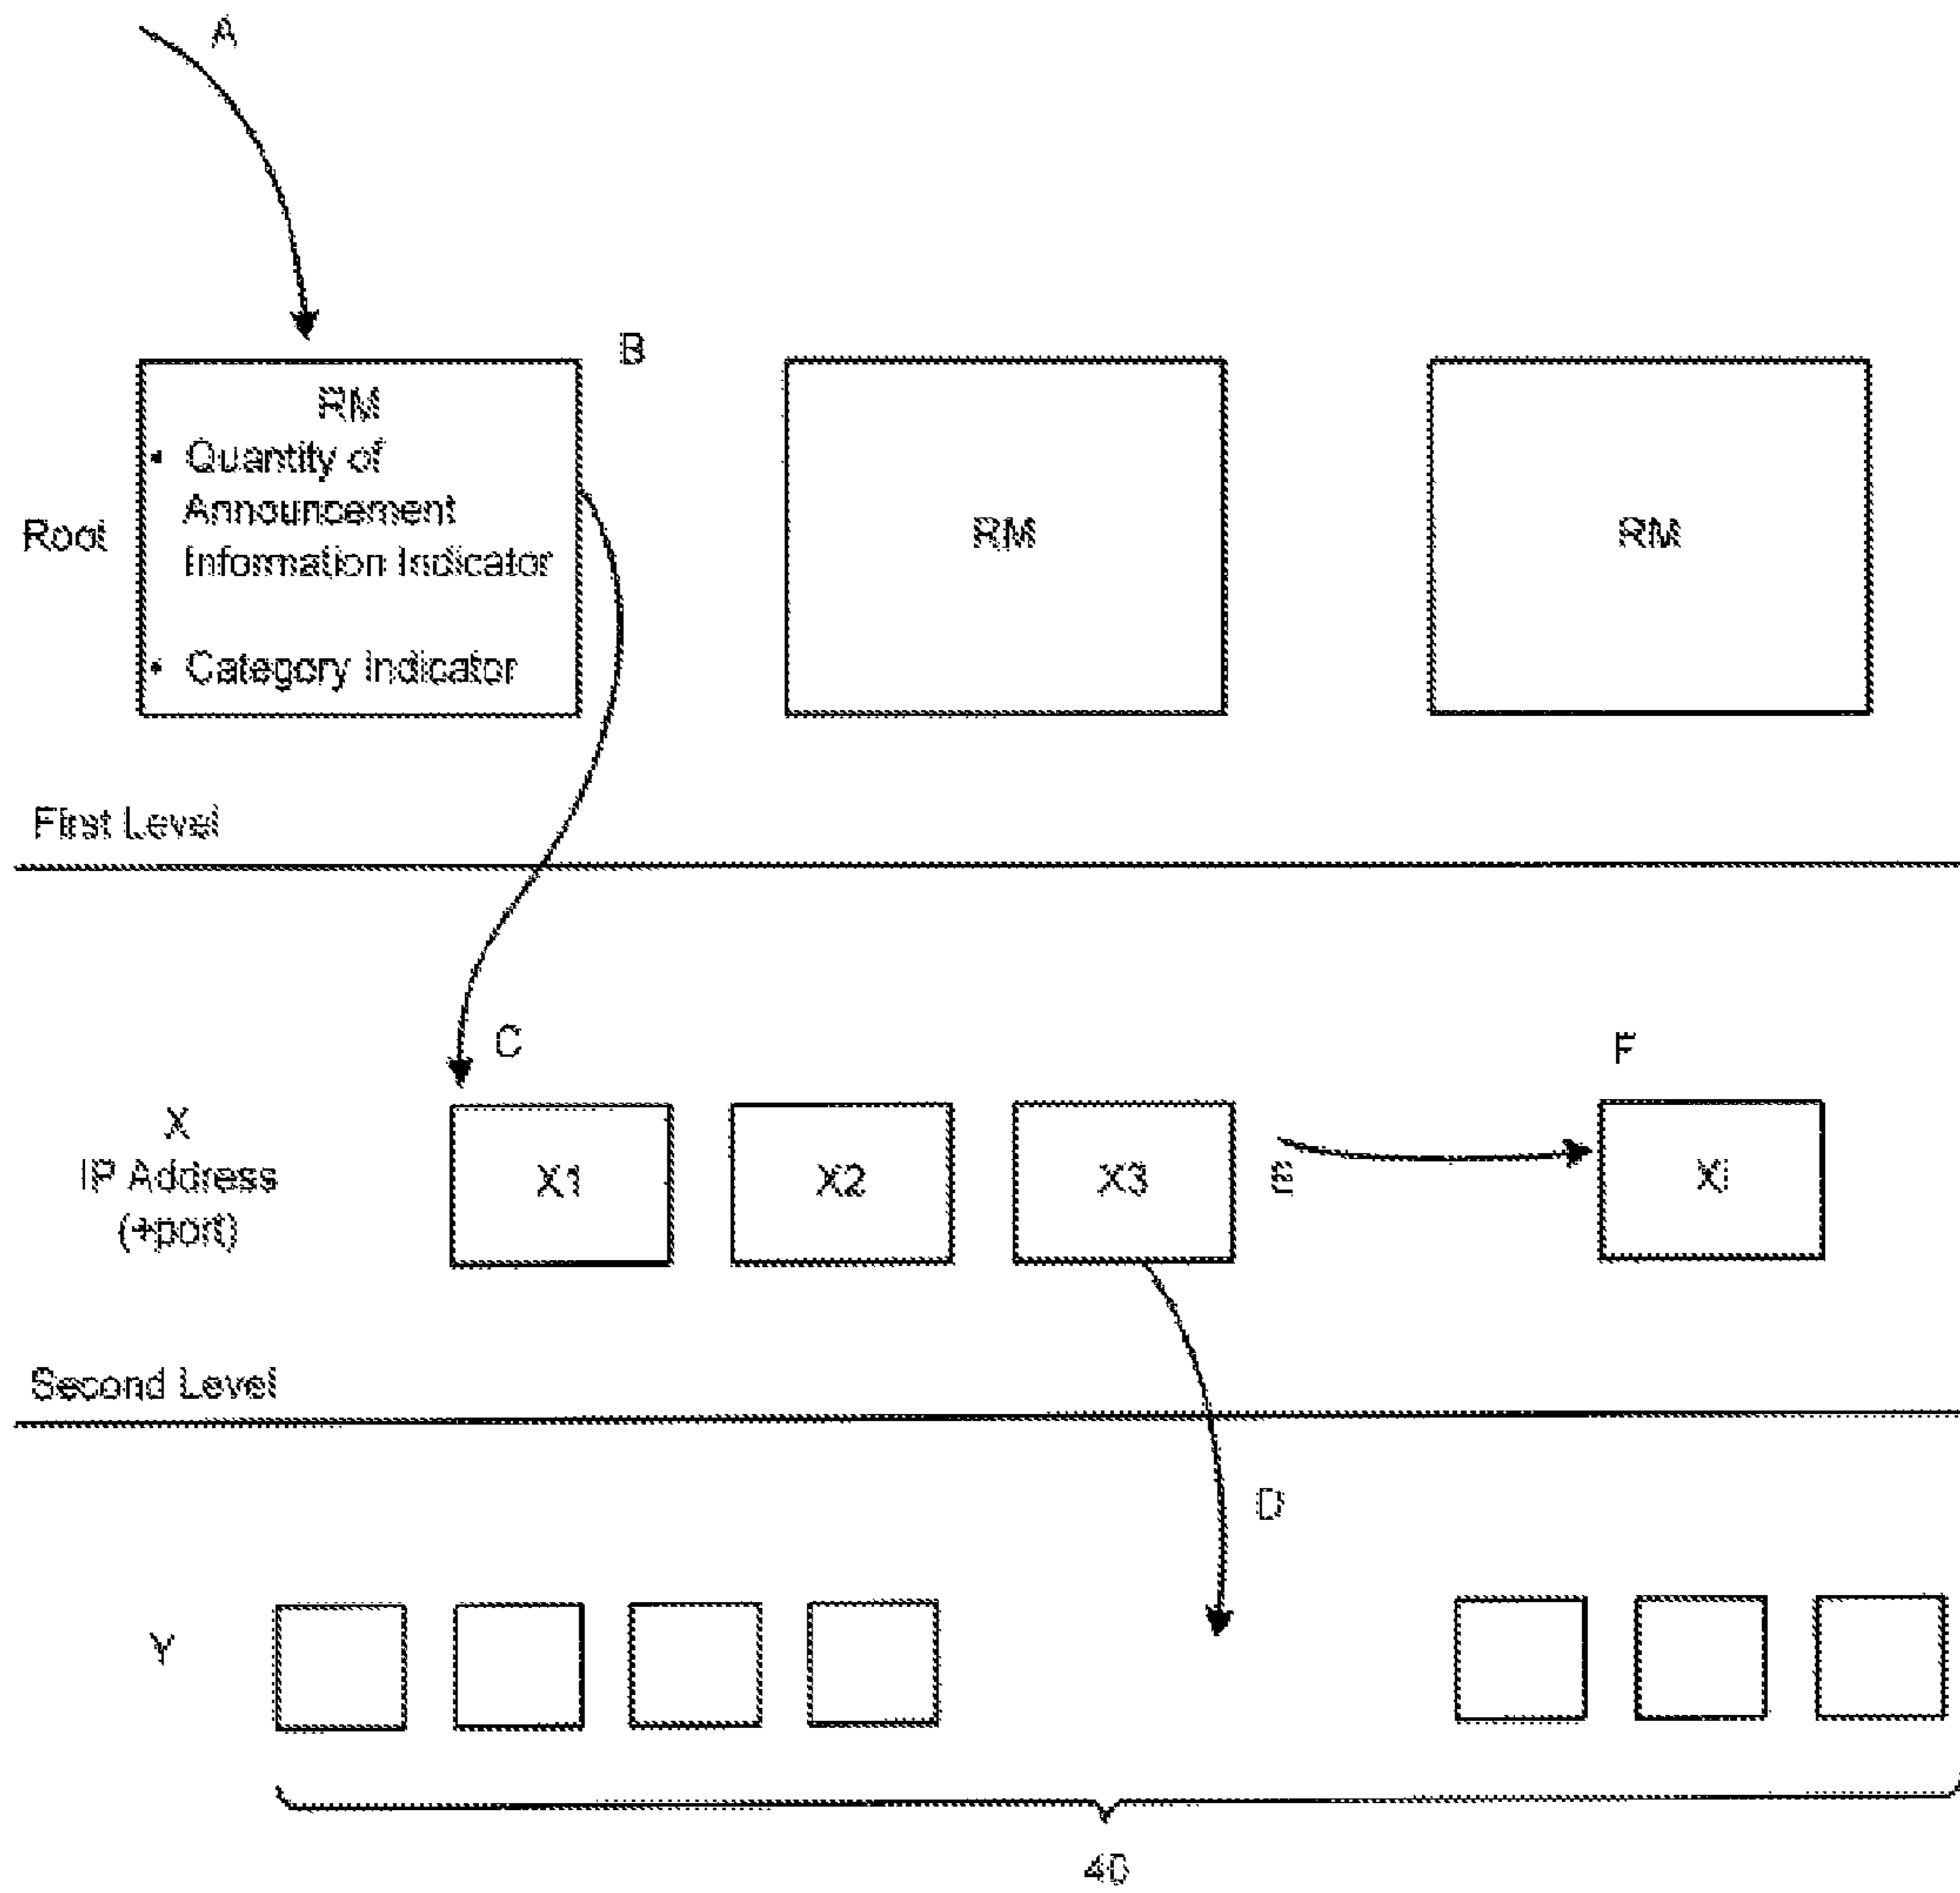 A
B
RM
• Quantity of
Announcement
Information Indicator
• Category Indicator
RM
RM
Root
First Level
C
F
X
IP Address
(+port)
X1
X2
X3
E
Xi
Second Level
D
Y
40